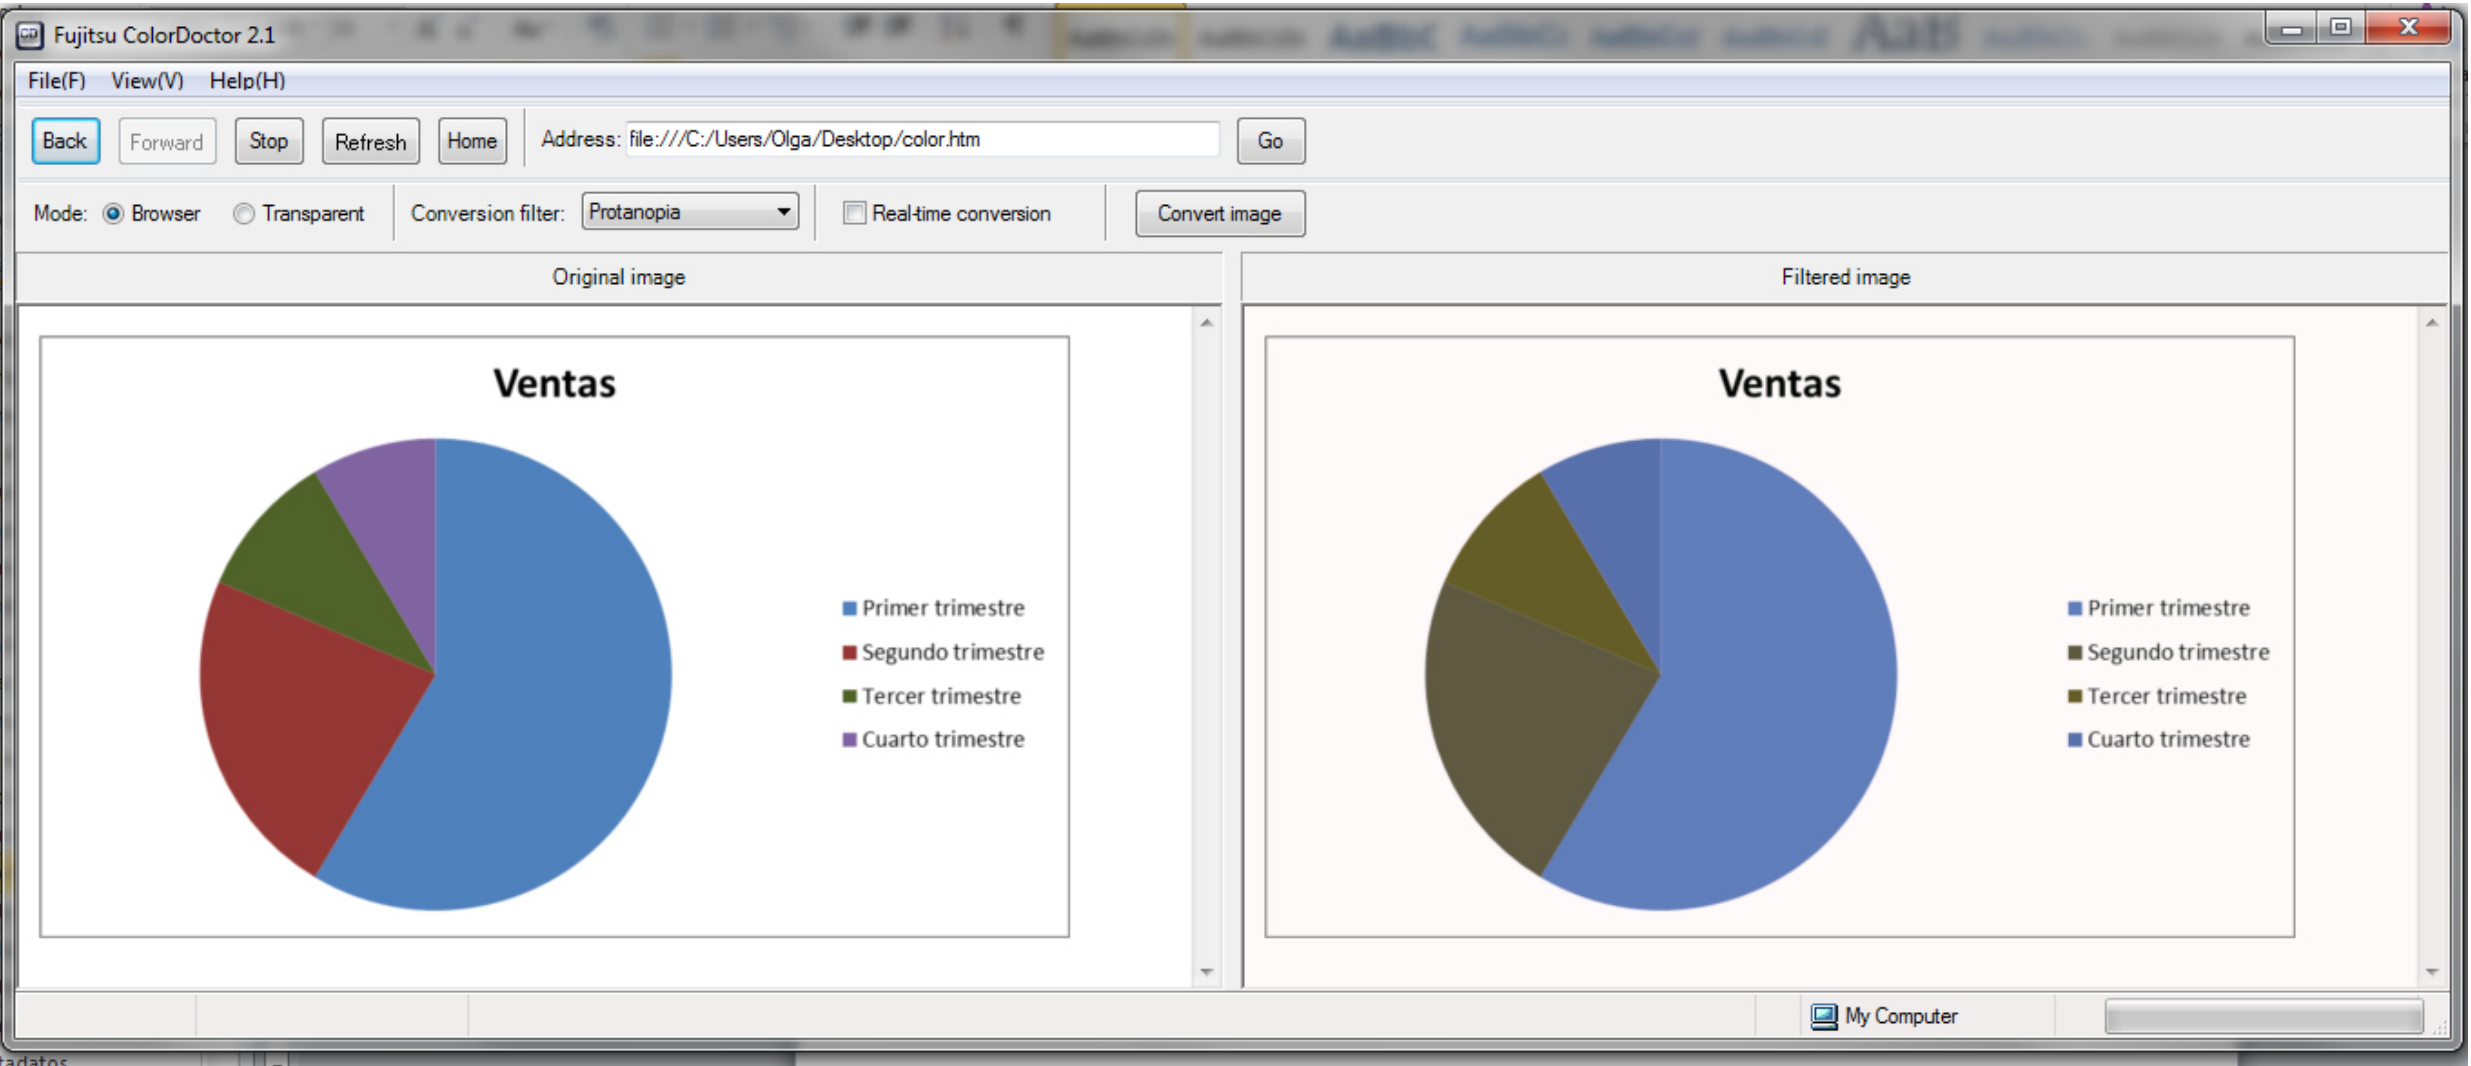 Fujitsu ColorDoctor 2.1
File(F) View(V) Help(H)
Back Forward Stop Refresh Home Address: file:///C:/Users/Olga/Desktop/color.htm Go
Mode: Browser Transparent Conversion filter: Protanopia Real-time conversion Convert image
Original image
Filtered image
Ventas
Primer trimestre
Segundo trimestre
Tercer trimestre
Cuarto trimestre
Ventas
Primer trimestre
Segundo trimestre
Tercer trimestre
Cuarto trimestre
My Computer